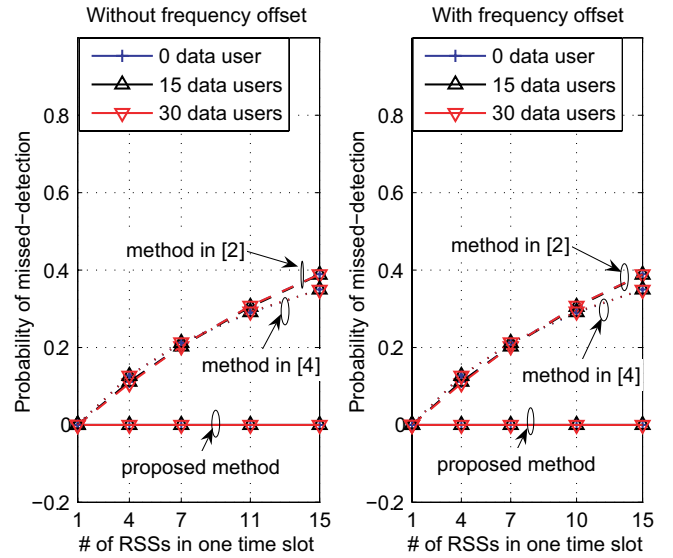 Without frequency offset
0 data user
15 data users
30 data users
Probability of missed−detection
0.8
0.6
0.4
0.2
0
−0.2
method in [2]
method in [4]
proposed method
1 4 7 11 15
# of RSSs in one time slot
With frequency offset
0 data user
15 data users
30 data users
Probability of missed−detection
0.8
0.6
0.4
0.2
0
−0.2
method in [2]
method in [4]
proposed method
1 4 7 10 15
# of RSSs in one time slot